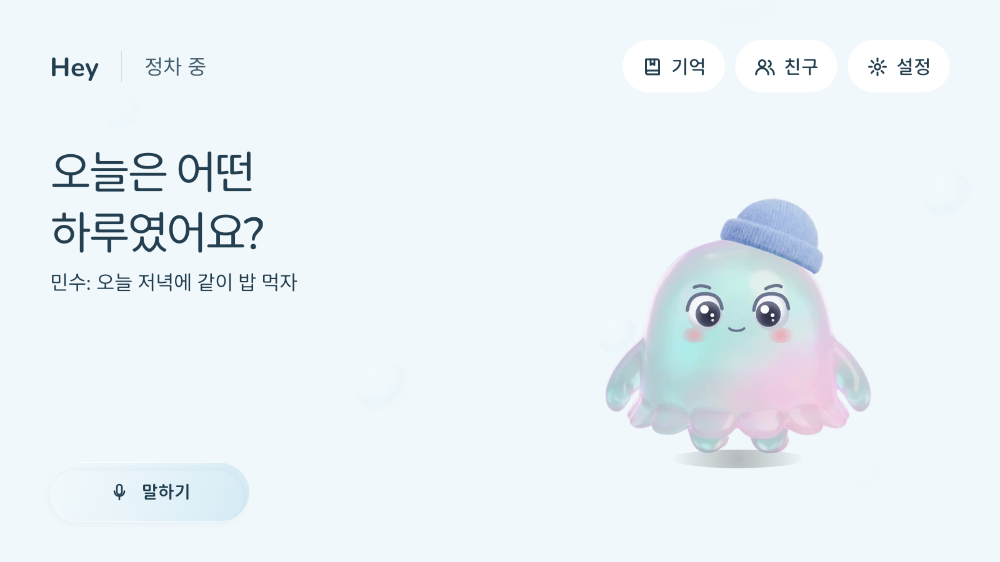 Hey
정차 중
기억
친구
설정
오늘은 어떤
하루였어요?
민수: 오늘 저녁에 같이 밥 먹자
말하기